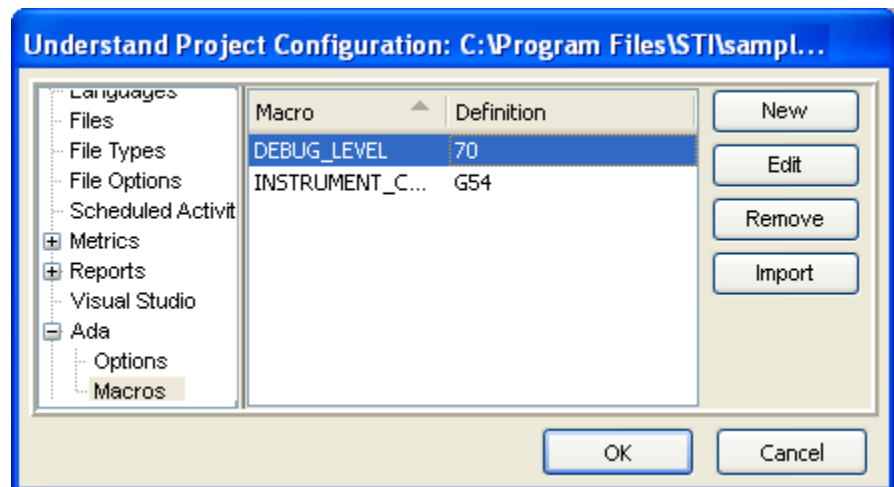 Understand Project Configuration: C:\Program Files\STI\sampl...
Languages
Files
File Types
File Options
Scheduled Activit
Metrics
Reports
Visual Studio
Ada
Options
Macros
Macro Definition
DEBUG_LEVEL 70
INSTRUMENT_C... G54
New
Edit
Remove
Import
OK Cancel